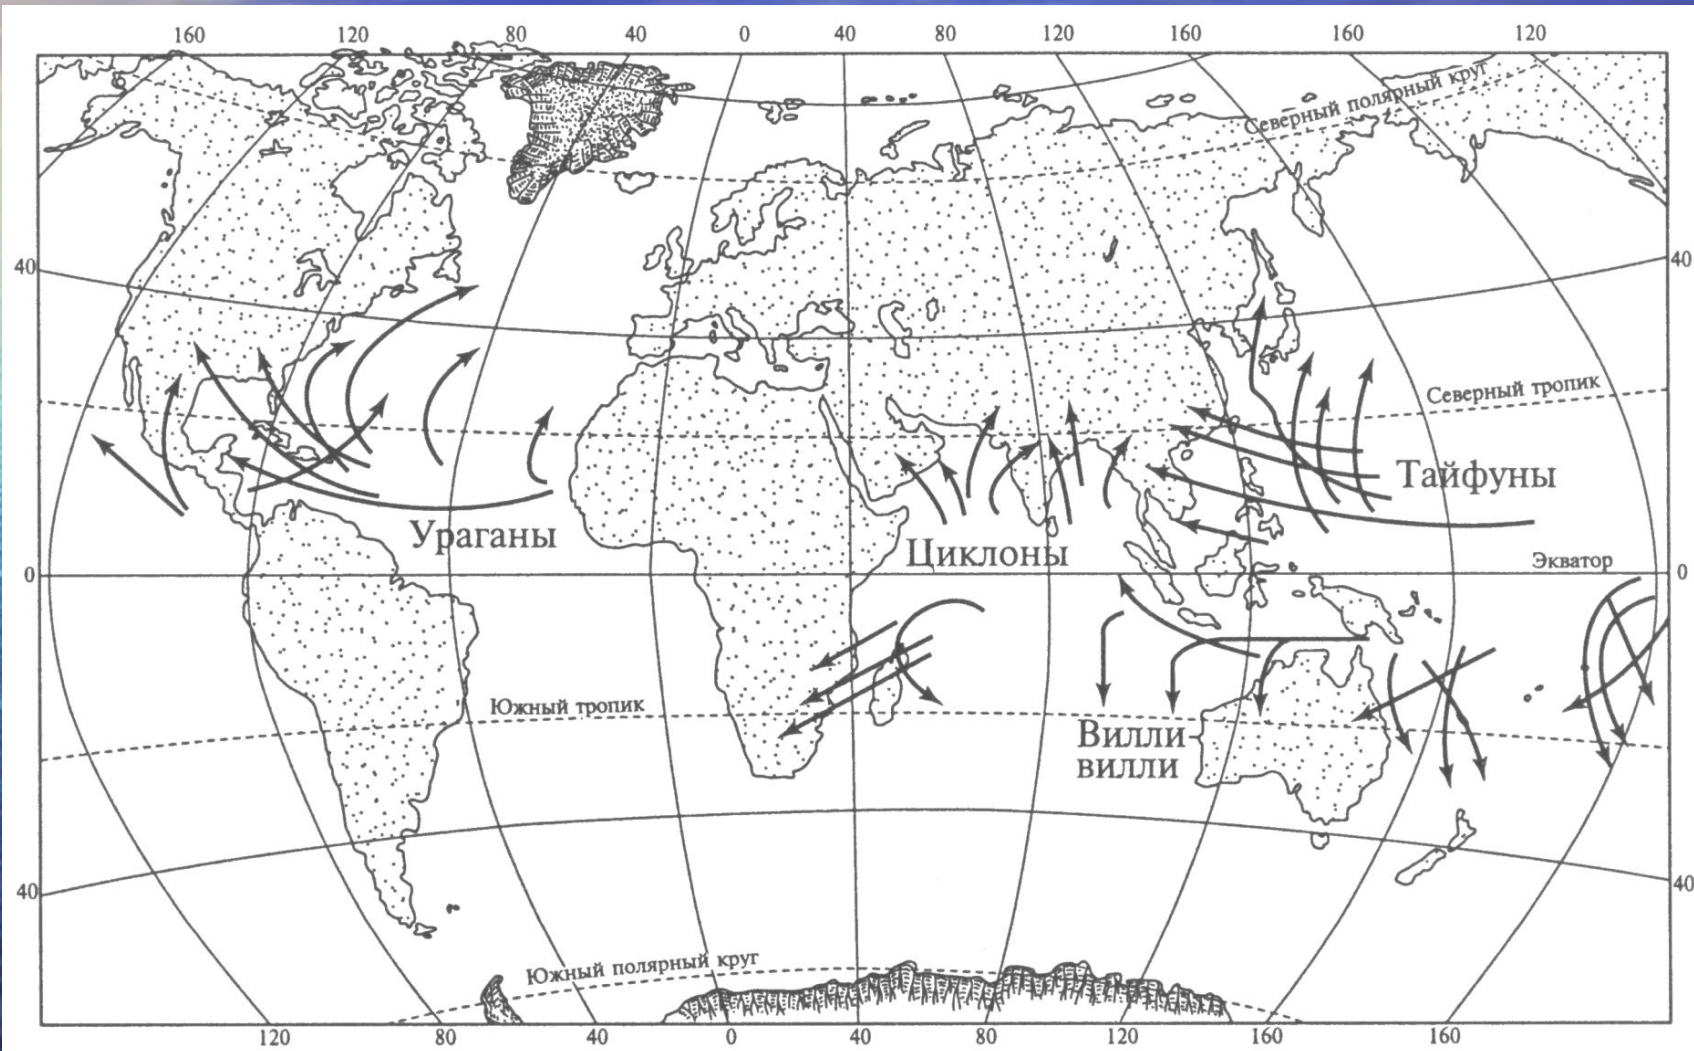 160 120 80 40 0 40 80 120 160 160 120
Северный полярный круг
40 40
Северный тропик
Тайфуны
Ураганы
Циклоны
Экватор
0 0
Южный тропик
Вилли-
вилли
40 40
Южный полярный круг
120 80 40 0 40 80 120 160 160